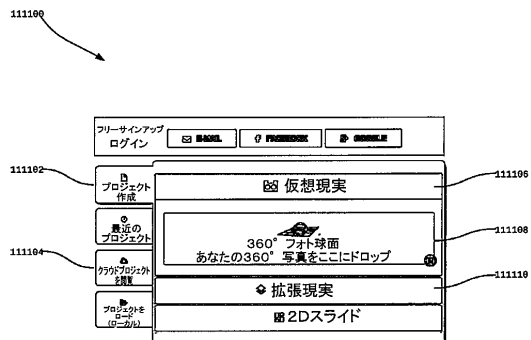 111100
フリーサインアップ
ログイン
E-MAIL
FACEBOOK
GOOGLE
111102
プロジェクト
作成
111106
仮想現実
最近の
プロジェクト
111108
360° フォト球面
あなたの360° 写真をここにドロップ
111104
クラウドプロジェクト
を閲覧
111110
拡張現実
プロジェクトを
ロード
(ローカル)
2Dスライド